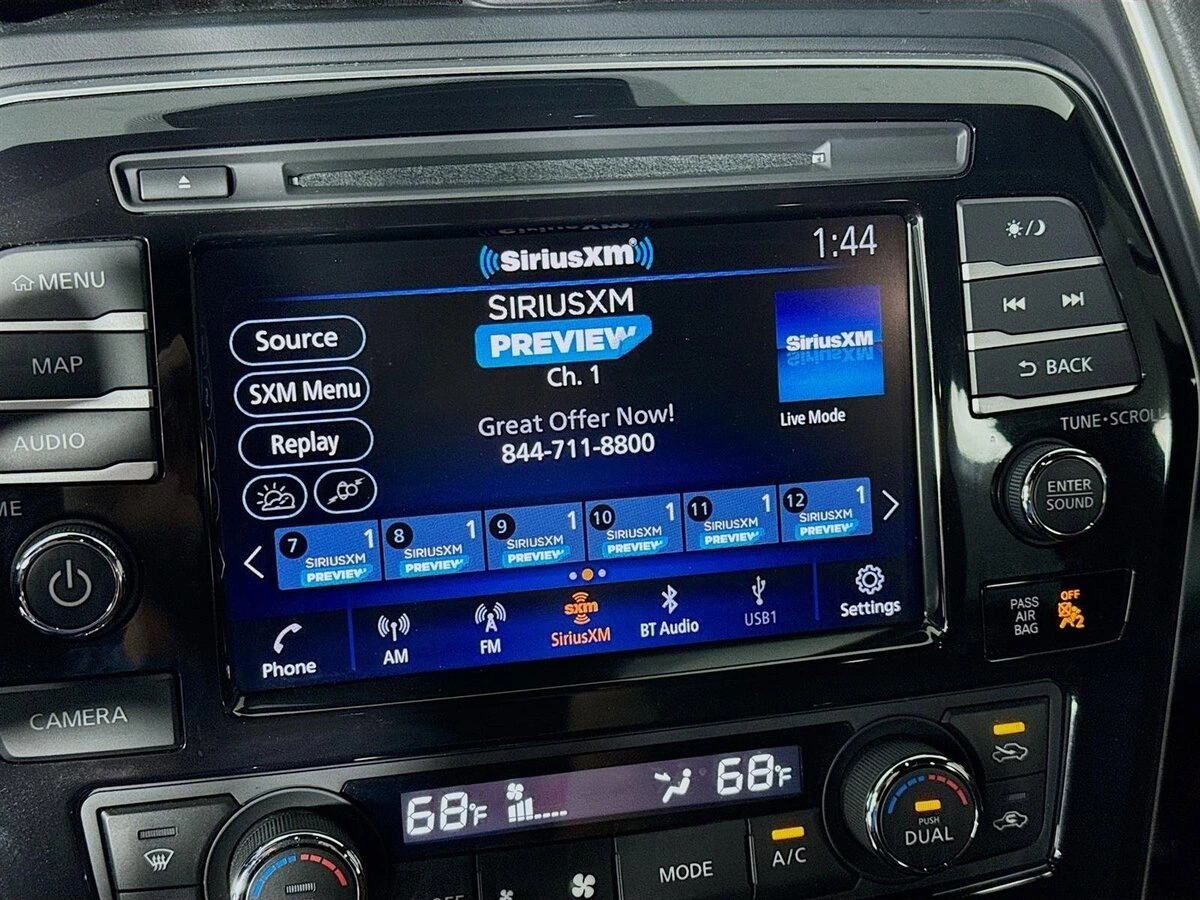 SiriusXM
1:44
MENU
MAP
AUDIO
Source
SXM Menu
Replay
SIRIUSXM
PREVIEW
Ch. 1
Great Offer Now!
844-711-8800
SiriusXM
Live Mode
BACK
TUNE•SCROLL
ENTER
SOUND
7 1 SIRIUSXM PREVIEW
8 1 SIRIUSXM PREVIEW
9 1 SIRIUSXM PREVIEW
10 1 SIRIUSXM PREVIEW
11 1 SIRIUSXM PREVIEW
12 1 SIRIUSXM PREVIEW
Phone
AM
FM
sxm
SiriusXM
BT Audio
USB1
Settings
PASS
AIR
BAG
OFF
2
CAMERA
68°F
68°F
MODE
A/C
PUSH
DUAL